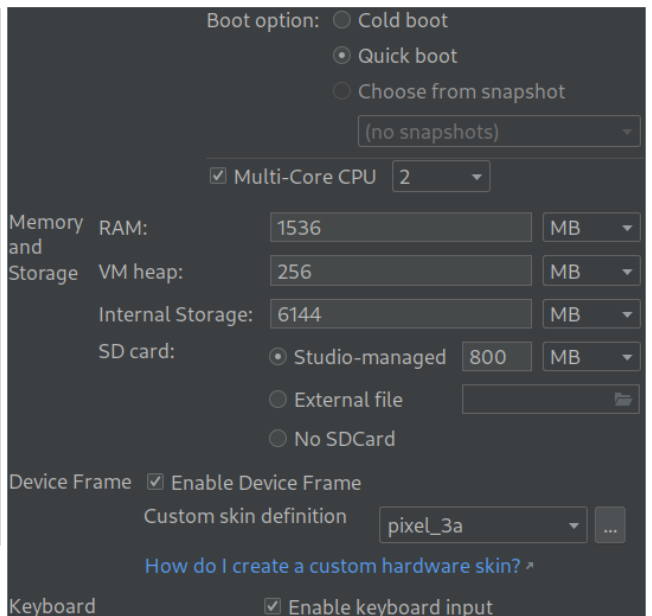 Boot option: Cold boot
Quick boot
Choose from snapshot
(no snapshots)
Multi-Core CPU 2
Memory and Storage
RAM: 1536 MB
VM heap: 256 MB
Internal Storage: 6144 MB
SD card: Studio-managed 800 MB
External file
No SDCard
Device Frame Enable Device Frame
Custom skin definition pixel_3a ...
How do I create a custom hardware skin? ↗
Keyboard Enable keyboard input